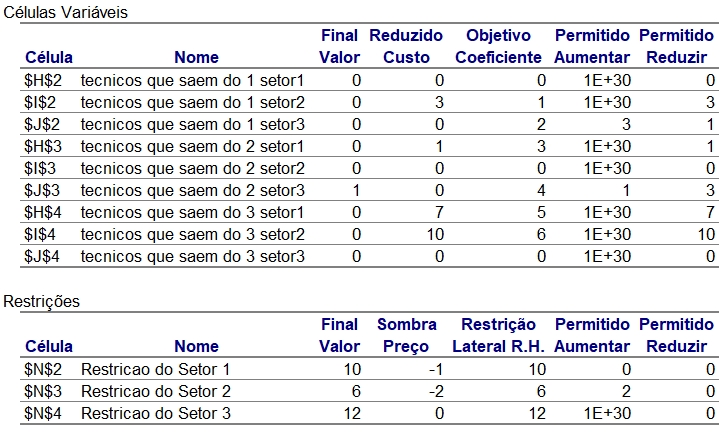 Células Variáveis
Final Reduzido Objetivo Permitido Permitido
Célula Nome Valor Custo Coeficiente Aumentar Reduzir
$H$2 tecnicos que saem do 1 setor1 0 0 0 1E+30 0
$I$2 tecnicos que saem do 1 setor2 0 3 1 1E+30 3
$J$2 tecnicos que saem do 1 setor3 0 0 2 3 1
$H$3 tecnicos que saem do 2 setor1 0 1 3 1E+30 1
$I$3 tecnicos que saem do 2 setor2 0 0 0 1E+30 0
$J$3 tecnicos que saem do 2 setor3 1 0 4 1 3
$H$4 tecnicos que saem do 3 setor1 0 7 5 1E+30 7
$I$4 tecnicos que saem do 3 setor2 0 10 6 1E+30 10
$J$4 tecnicos que saem do 3 setor3 0 0 0 1E+30 0
Restrições
Final Sombra Restrição Permitido Permitido
Célula Nome Valor Preço Lateral R.H. Aumentar Reduzir
$N$2 Restricao do Setor 1 10 -1 10 0 0
$N$3 Restricao do Setor 2 6 -2 6 2 0
$N$4 Restricao do Setor 3 12 0 12 1E+30 0